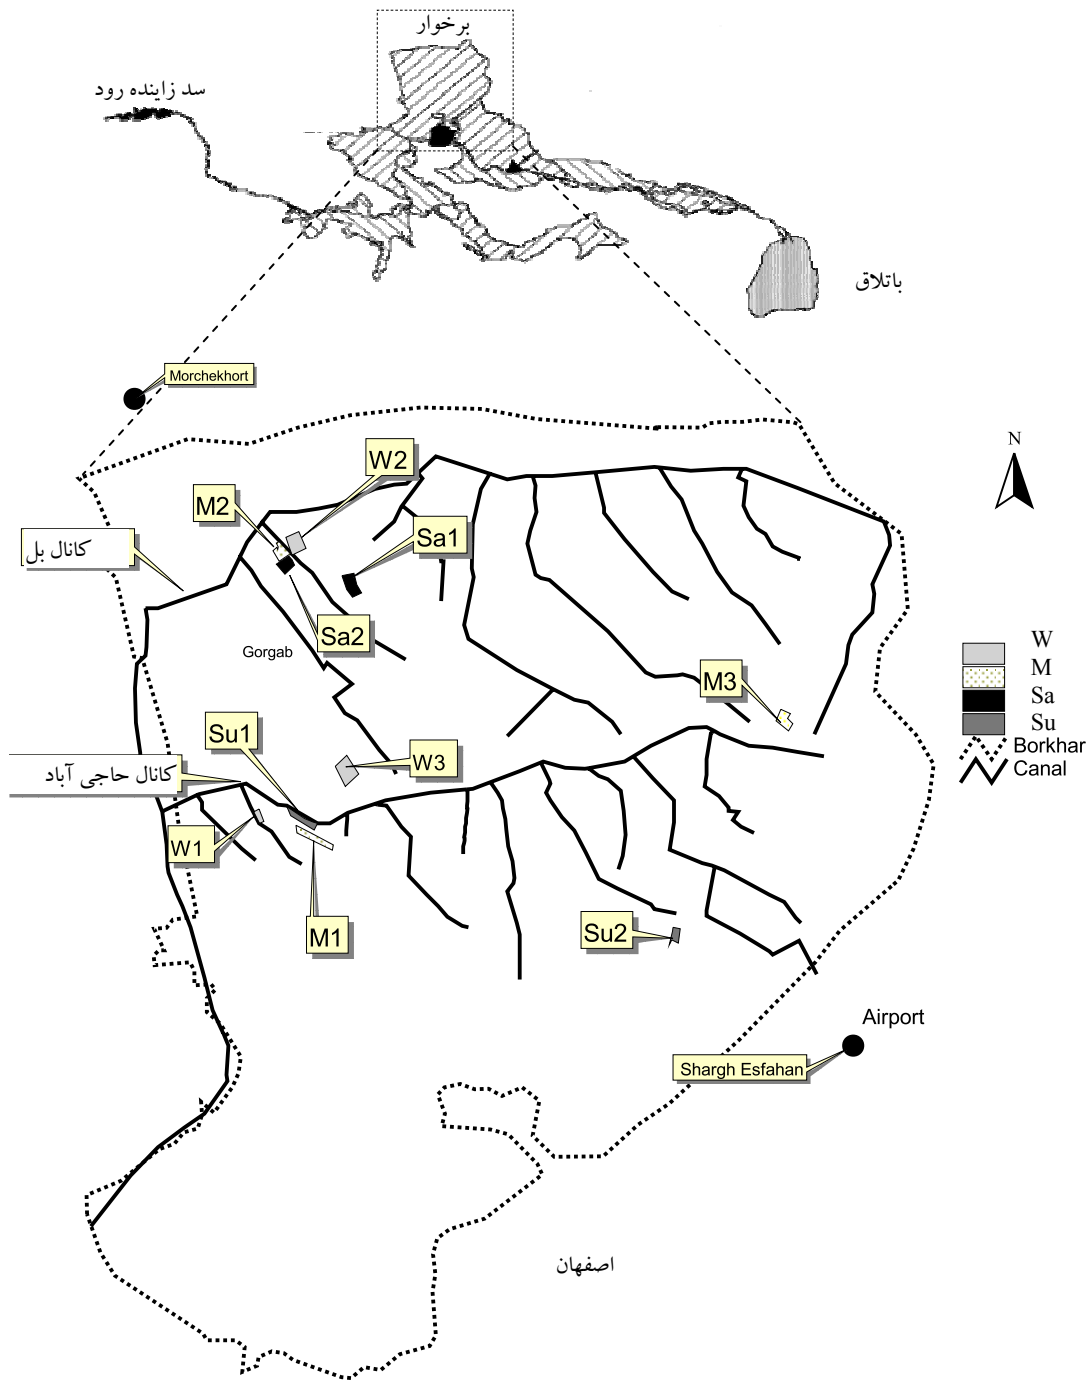 برخوار
سد زاینده رود
باتلاق
Morchekhort
N
W2
M2
Sa1
کانال بل
Sa2
Gorgab
M3
W
M
Sa
Su
Borkhar
Canal
Su1
W3
کانال حاجی آباد
W1
M1
Su2
Airport
Shargh Esfahan
اصفهان